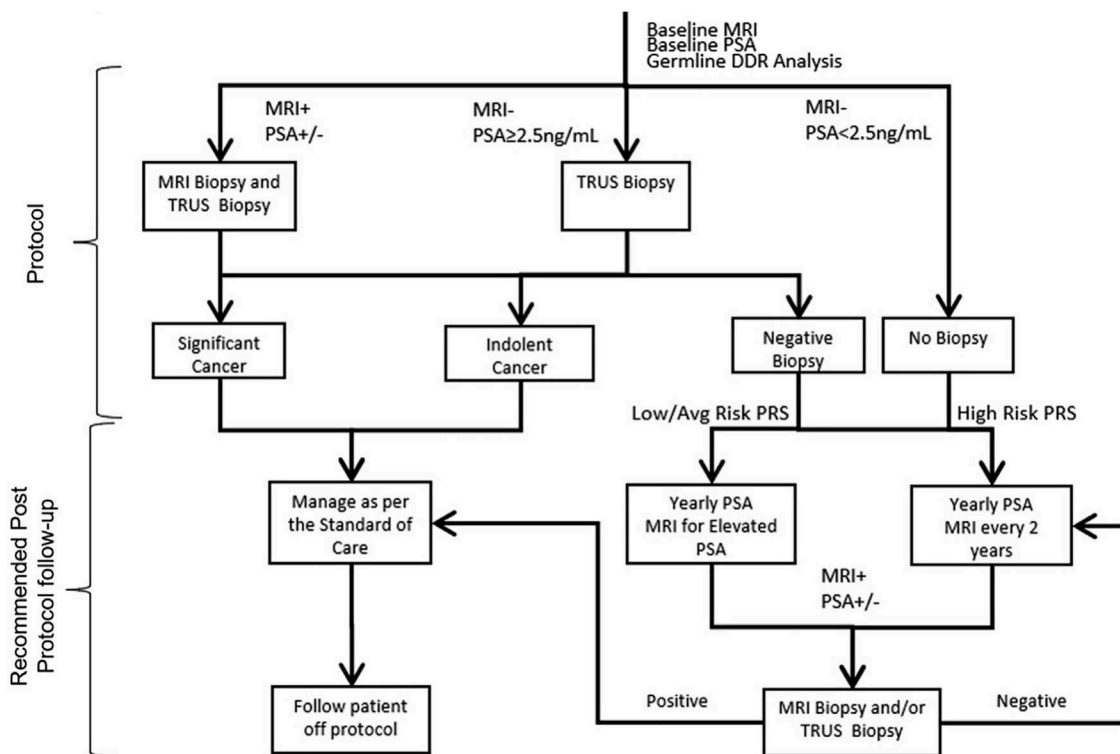 Baseline MRI
Baseline PSA
Germline DDR Analysis
MRI+
PSA+/-
MRI-
PSA≥2.5ng/mL
MRI-
PSA<2.5ng/mL
Protocol
MRI Biopsy and
TRUS Biopsy
TRUS Biopsy
Significant
Cancer
Indolent
Cancer
Negative
Biopsy
No Biopsy
Low/Avg Risk PRS
High Risk PRS
Recommended Post
Protocol follow-up
Manage as per
the Standard of
Care
Yearly PSA
MRI for Elevated
PSA
Yearly PSA
MRI every 2
years
MRI+
PSA+/-
Follow patient
off protocol
Positive
MRI Biopsy and/or
TRUS Biopsy
Negative